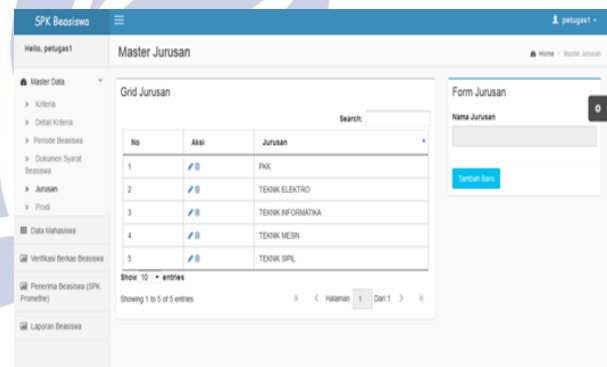 SPK Beasiswa
petugas1
Hello, petugas1
Master Jurusan
Home
Master Jurusan
Master Data
Kriteria
Detail Kriteria
Periode Beasiswa
Dokumen Syarat
Beasiswa
Jurusan
Prodi
Data Mahasiswa
Verifikasi Berkas Beasiswa
Penerima Beasiswa (SPK
Promethe)
Laporan Beasiswa
Grid Jurusan
Search:
No Aksi Jurusan
1 PKK
2 TEKNIK ELEKTRO
3 TEKNIK INFORMATIKA
4 TEKNIK MESIN
5 TEKNIK SIPIL
Show 10 entries
Showing 1 to 5 of 5 entries
Halaman 1 Dari 1
Form Jurusan
Nama Jurusan
Tambah Baru